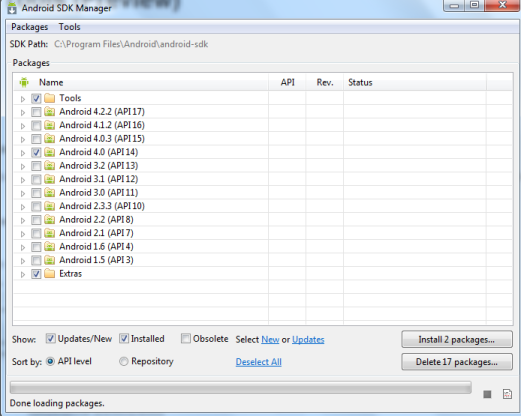 Android SDK Manager
Packages Tools
SDK Path: C:\Program Files\Android\android-sdk
Packages
Name API Rev. Status
Tools
Android 4.2.2 (API 17)
Android 4.1.2 (API 16)
Android 4.0.3 (API 15)
Android 4.0 (API 14)
Android 3.2 (API 13)
Android 3.1 (API 12)
Android 3.0 (API 11)
Android 2.3.3 (API 10)
Android 2.2 (API 8)
Android 2.1 (API 7)
Android 1.6 (API 4)
Android 1.5 (API 3)
Extras
Show: Updates/New Installed Obsolete Select New or Updates Install 2 packages...
Sort by: API level Repository Deselect All Delete 17 packages...
Done loading packages.